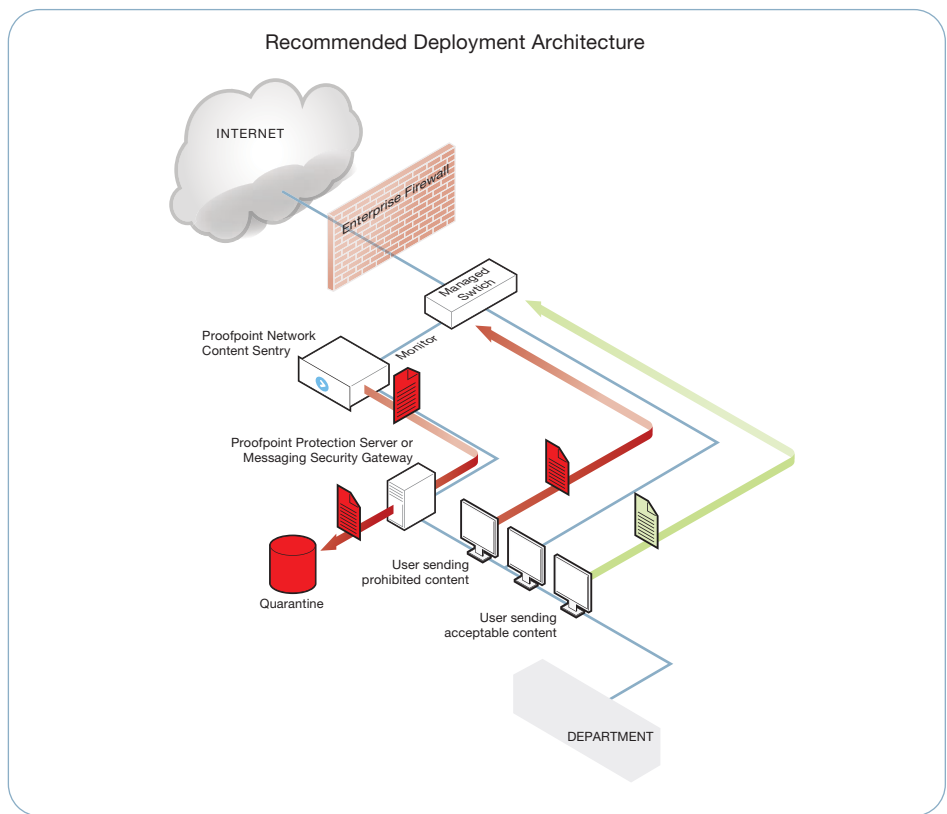 Recommended Deployment Architecture
INTERNET
Enterprise Firewall
Managed
Swtich
Proofpoint Network
Content Sentry
Monitor
Proofpoint Protection Server or
Messaging Security Gateway
User sending
prohibited content
Quarantine
User sending
acceptable content
DEPARTMENT